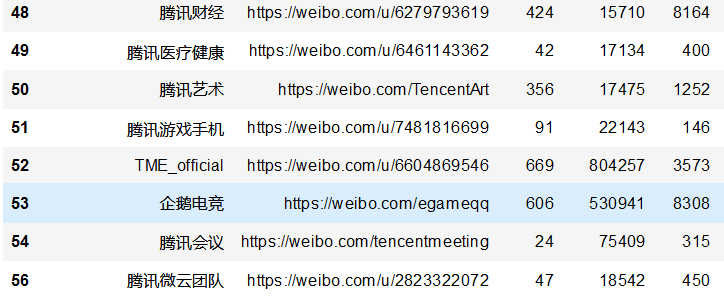 48 腾讯财经 https://weibo.com/u/6279793619 424 15710 8164
49 腾讯医疗健康 https://weibo.com/u/6461143362 42 17134 400
50 腾讯艺术 https://weibo.com/TencentArt 356 17475 1252
51 腾讯游戏手机 https://weibo.com/u/7481816699 91 22143 146
52 TME_official https://weibo.com/u/6604869546 669 804257 3573
53 企鹅电竞 https://weibo.com/egameqq 606 530941 8308
54 腾讯会议 https://weibo.com/tencentmeeting 24 75409 315
56 腾讯微云团队 https://weibo.com/u/2823322072 47 18542 450